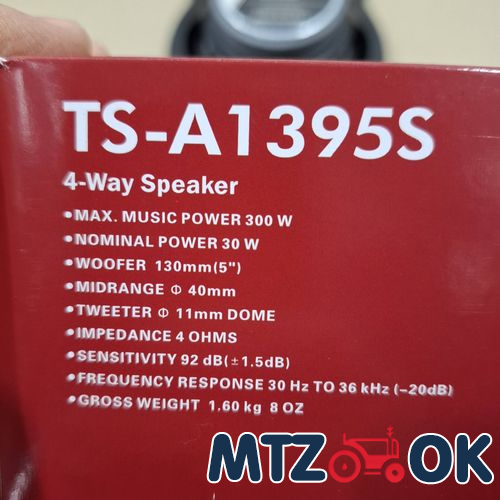 TS-A1395S
4-Way Speaker
•MAX. MUSIC POWER 300 W
•NOMINAL POWER 30 W
•WOOFER 130mm(5")
•MIDRANGE Φ 40mm
•TWEETER Φ 11mm DOME
•IMPEDANCE 4 OHMS
•SENSITIVITY 92 dB(±1.5dB)
•FREQUENCY RESPONSE 30 Hz TO 36 kHz (−20dB)
•GROSS WEIGHT 1.60 kg 8 OZ
MTZ OK